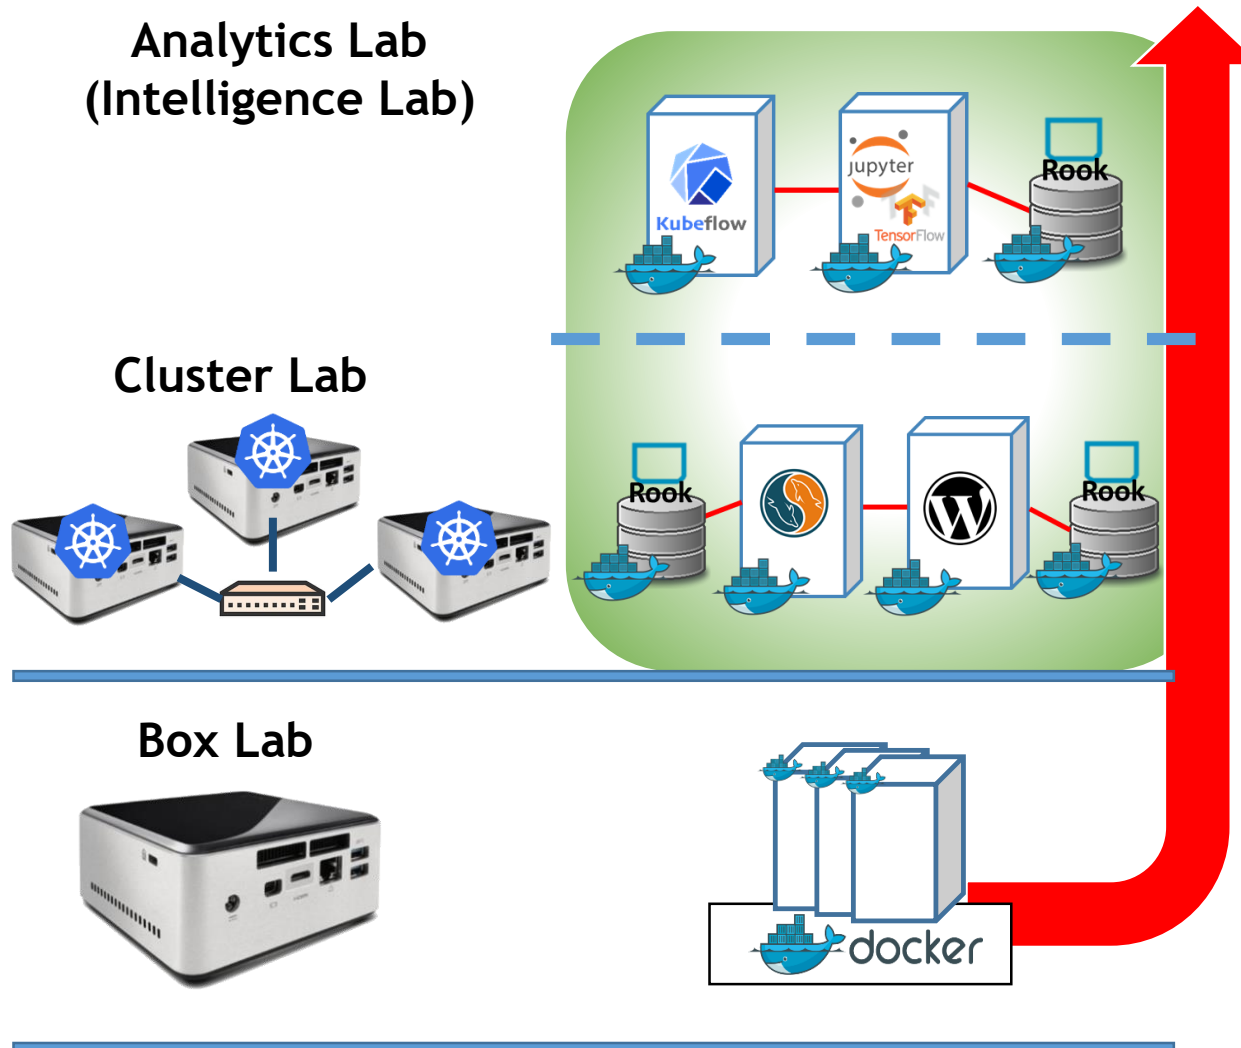 Analytics Lab
(Intelligence Lab)
Kubeflow
jupyter
TensorFlow
Rook
Cluster Lab
Rook
Rook
Box Lab
docker